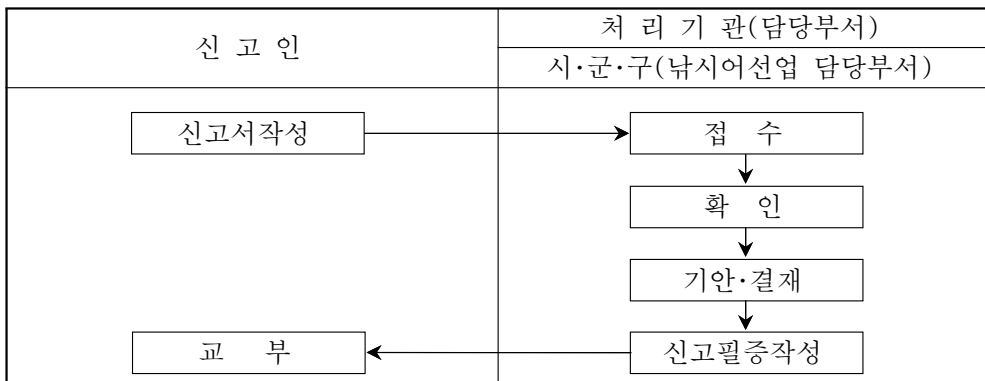 신 고 인
처 리 기 관(담당부서)
시·군·구(낚시어선업 담당부서)
신고서작성
접 수
확 인
기안·결재
교 부
신고필증작성